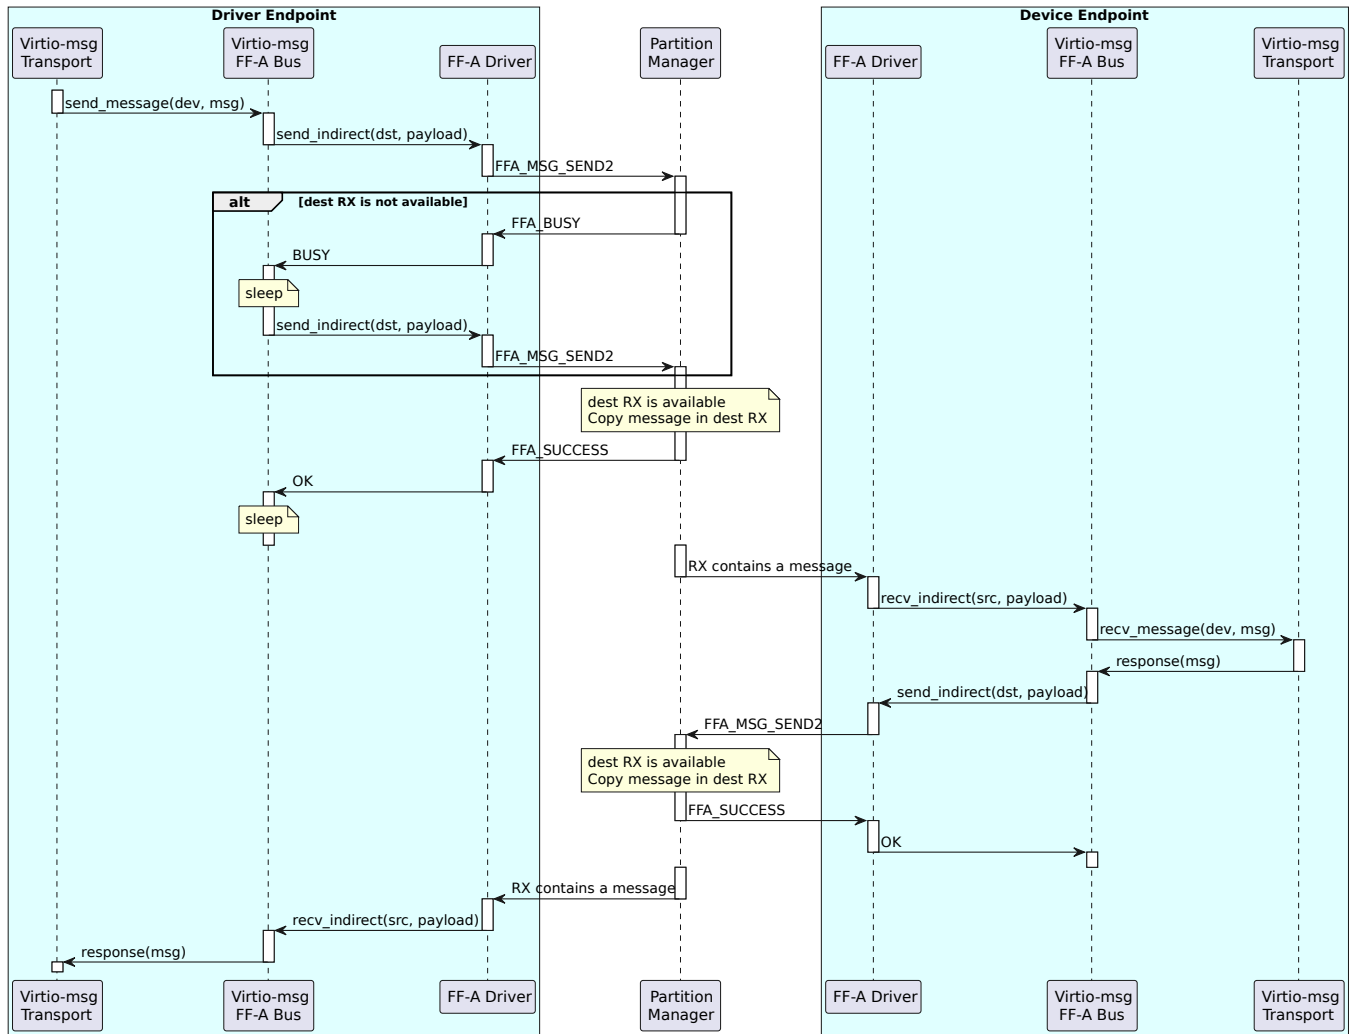 Driver Endpoint
Device Endpoint
Virtio-msg
Transport
Virtio-msg
FF-A Bus
FF-A Driver
Partition
Manager
FF-A Driver
Virtio-msg
FF-A Bus
Virtio-msg
Transport
send_message(dev, msg)
send_indirect(dst, payload)
FFA_MSG_SEND2
alt
[dest RX is not available]
FFA_BUSY
BUSY
sleep
send_indirect(dst, payload)
FFA_MSG_SEND2
dest RX is available
Copy message in dest RX
FFA_SUCCESS
OK
sleep
RX contains a message
recv_indirect(src, payload)
recv_message(dev, msg)
response(msg)
send_indirect(dst, payload)
FFA_MSG_SEND2
dest RX is available
Copy message in dest RX
FFA_SUCCESS
OK
RX contains a message
recv_indirect(src, payload)
response(msg)
Virtio-msg
Transport
Virtio-msg
FF-A Bus
FF-A Driver
Partition
Manager
FF-A Driver
Virtio-msg
FF-A Bus
Virtio-msg
Transport